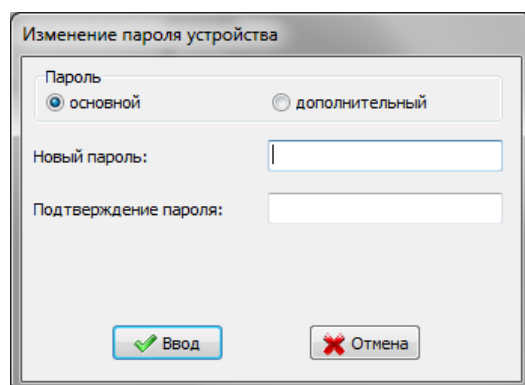 Изменение пароля устройства
Пароль
основной дополнительный
Новый пароль:
Подтверждение пароля:
Ввод Отмена